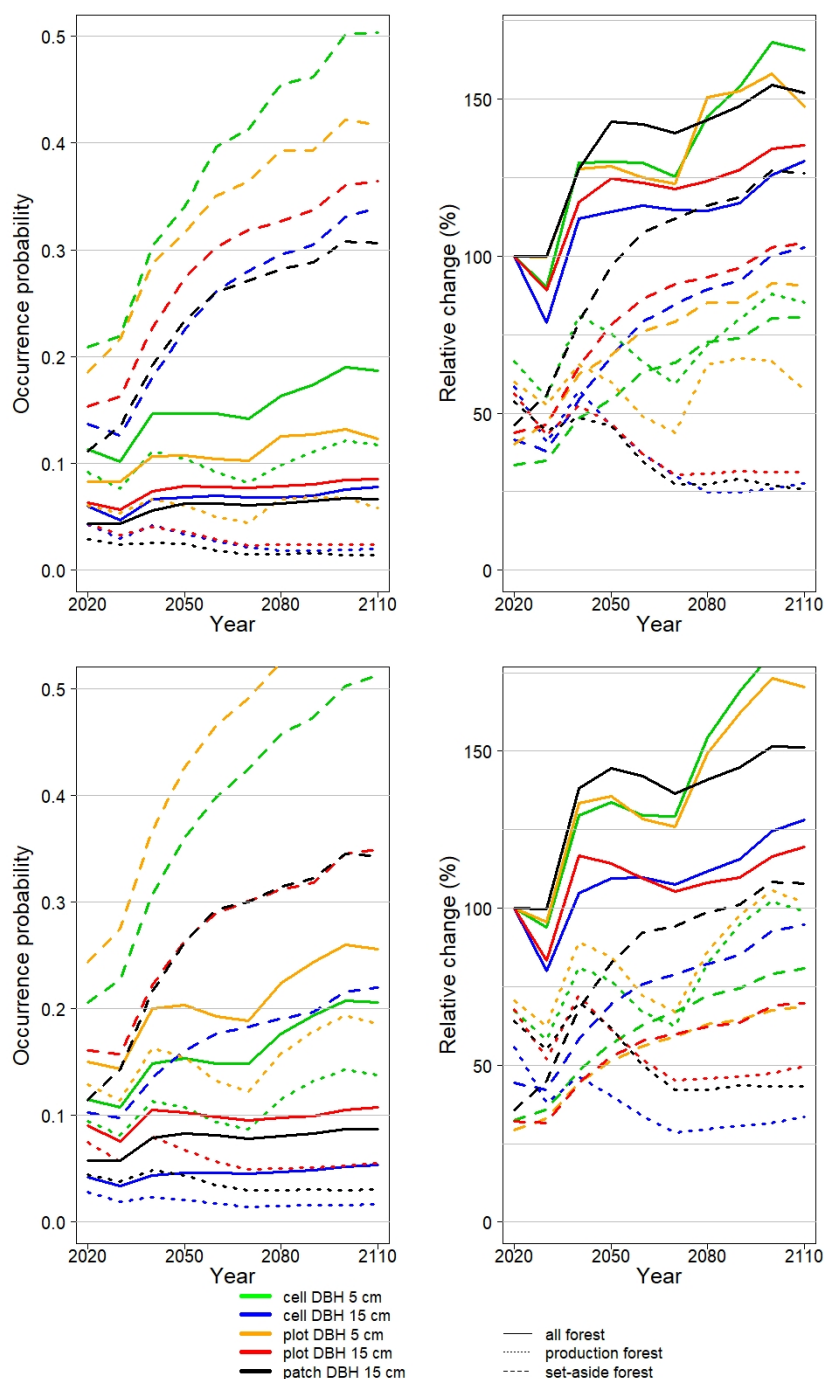 Occurrence probability
0.5
0.4
0.3
0.2
0.1
0.0
2020 2050 2080 2110
Year
Relative change (%)
150
100
50
0
2020 2050 2080 2110
Year
Occurrence probability
0.5
0.4
0.3
0.2
0.1
0.0
2020 2050 2080 2110
Year
Relative change (%)
150
100
50
0
2020 2050 2080 2110
Year
cell DBH 5 cm
cell DBH 15 cm
plot DBH 5 cm
plot DBH 15 cm
patch DBH 15 cm
all forest
production forest
set-aside forest